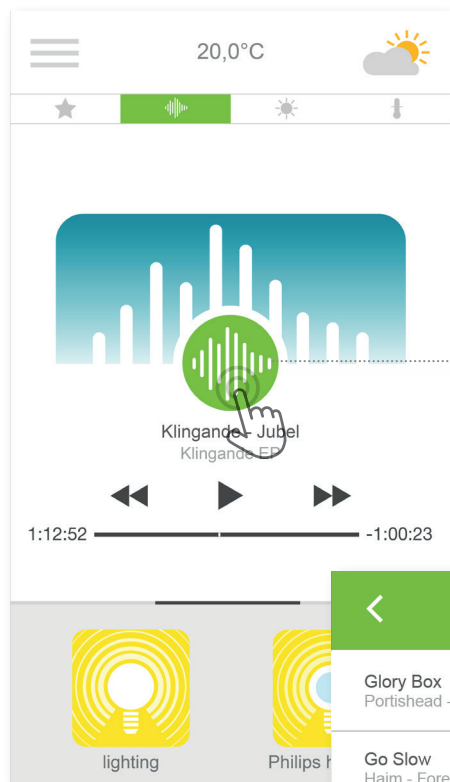 20,0°C
Klingande - Jubel
Klingande EP
1:12:52 -1:00:23
lighting
Philips h
Glory Box
Portishead -
Go Slow
Haim - Fore